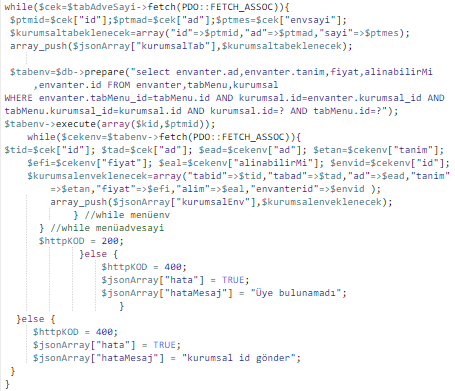 while($cek=$tabAdveSayi->fetch(PDO::FETCH_ASSOC)){
$ptmid=$cek["id"];$ptmad=$cek["ad"];$ptmes=$cek["envsayi"];
$kurumsaltabeklenecek=array("id"=>$ptmid,"ad"=>$ptmad,"sayi"=>$ptmes);
array_push($jsonArray["kurumsalTab"],$kurumsaltabeklenecek);
$tabenv=$db->prepare("select envanter.ad,envanter.tanim,fiyat,alinabilirMi
,envanter.id FROM envanter,tabMenu,kurumsal
WHERE envanter.tabMenu_id=tabMenu.id AND kurumsal.id=envanter.kurumsal_id AND
tabMenu.kurumsal_id=kurumsal.id AND kurumsal.id=? AND tabMenu.id=?");
$tabenv->execute(array($kid,$ptmid));
while($cekenv=$tabenv->fetch(PDO::FETCH_ASSOC)){
$tid=$cek["id"]; $tad=$cek["ad"]; $ead=$cekenv["ad"]; $etan=$cekenv["tanim"];
$efi=$cekenv["fiyat"]; $eal=$cekenv["alinabilirMi"]; $envid=$cekenv["id"];
$kurumsalenveklenecek=array("tabid"=>$tid,"tabad"=>$tad,"ad"=>$ead,"tanim"
=>$etan,"fiyat"=>$efi,"alim"=>$eal,"envanterid"=>$envid );
array_push($jsonArray["kurumsalEnv"],$kurumsalenveklenecek);
} //while menüenv
} //while menüadvesayi
$httpKOD = 200;
}else {
$httpKOD = 400;
$jsonArray["hata"] = TRUE;
$jsonArray["hataMesaj"] = "Üye bulunamadı";
}
}else {
$httpKOD = 400;
$jsonArray["hata"] = TRUE;
$jsonArray["hataMesaj"] = "kurumsal id gönder";
}
}